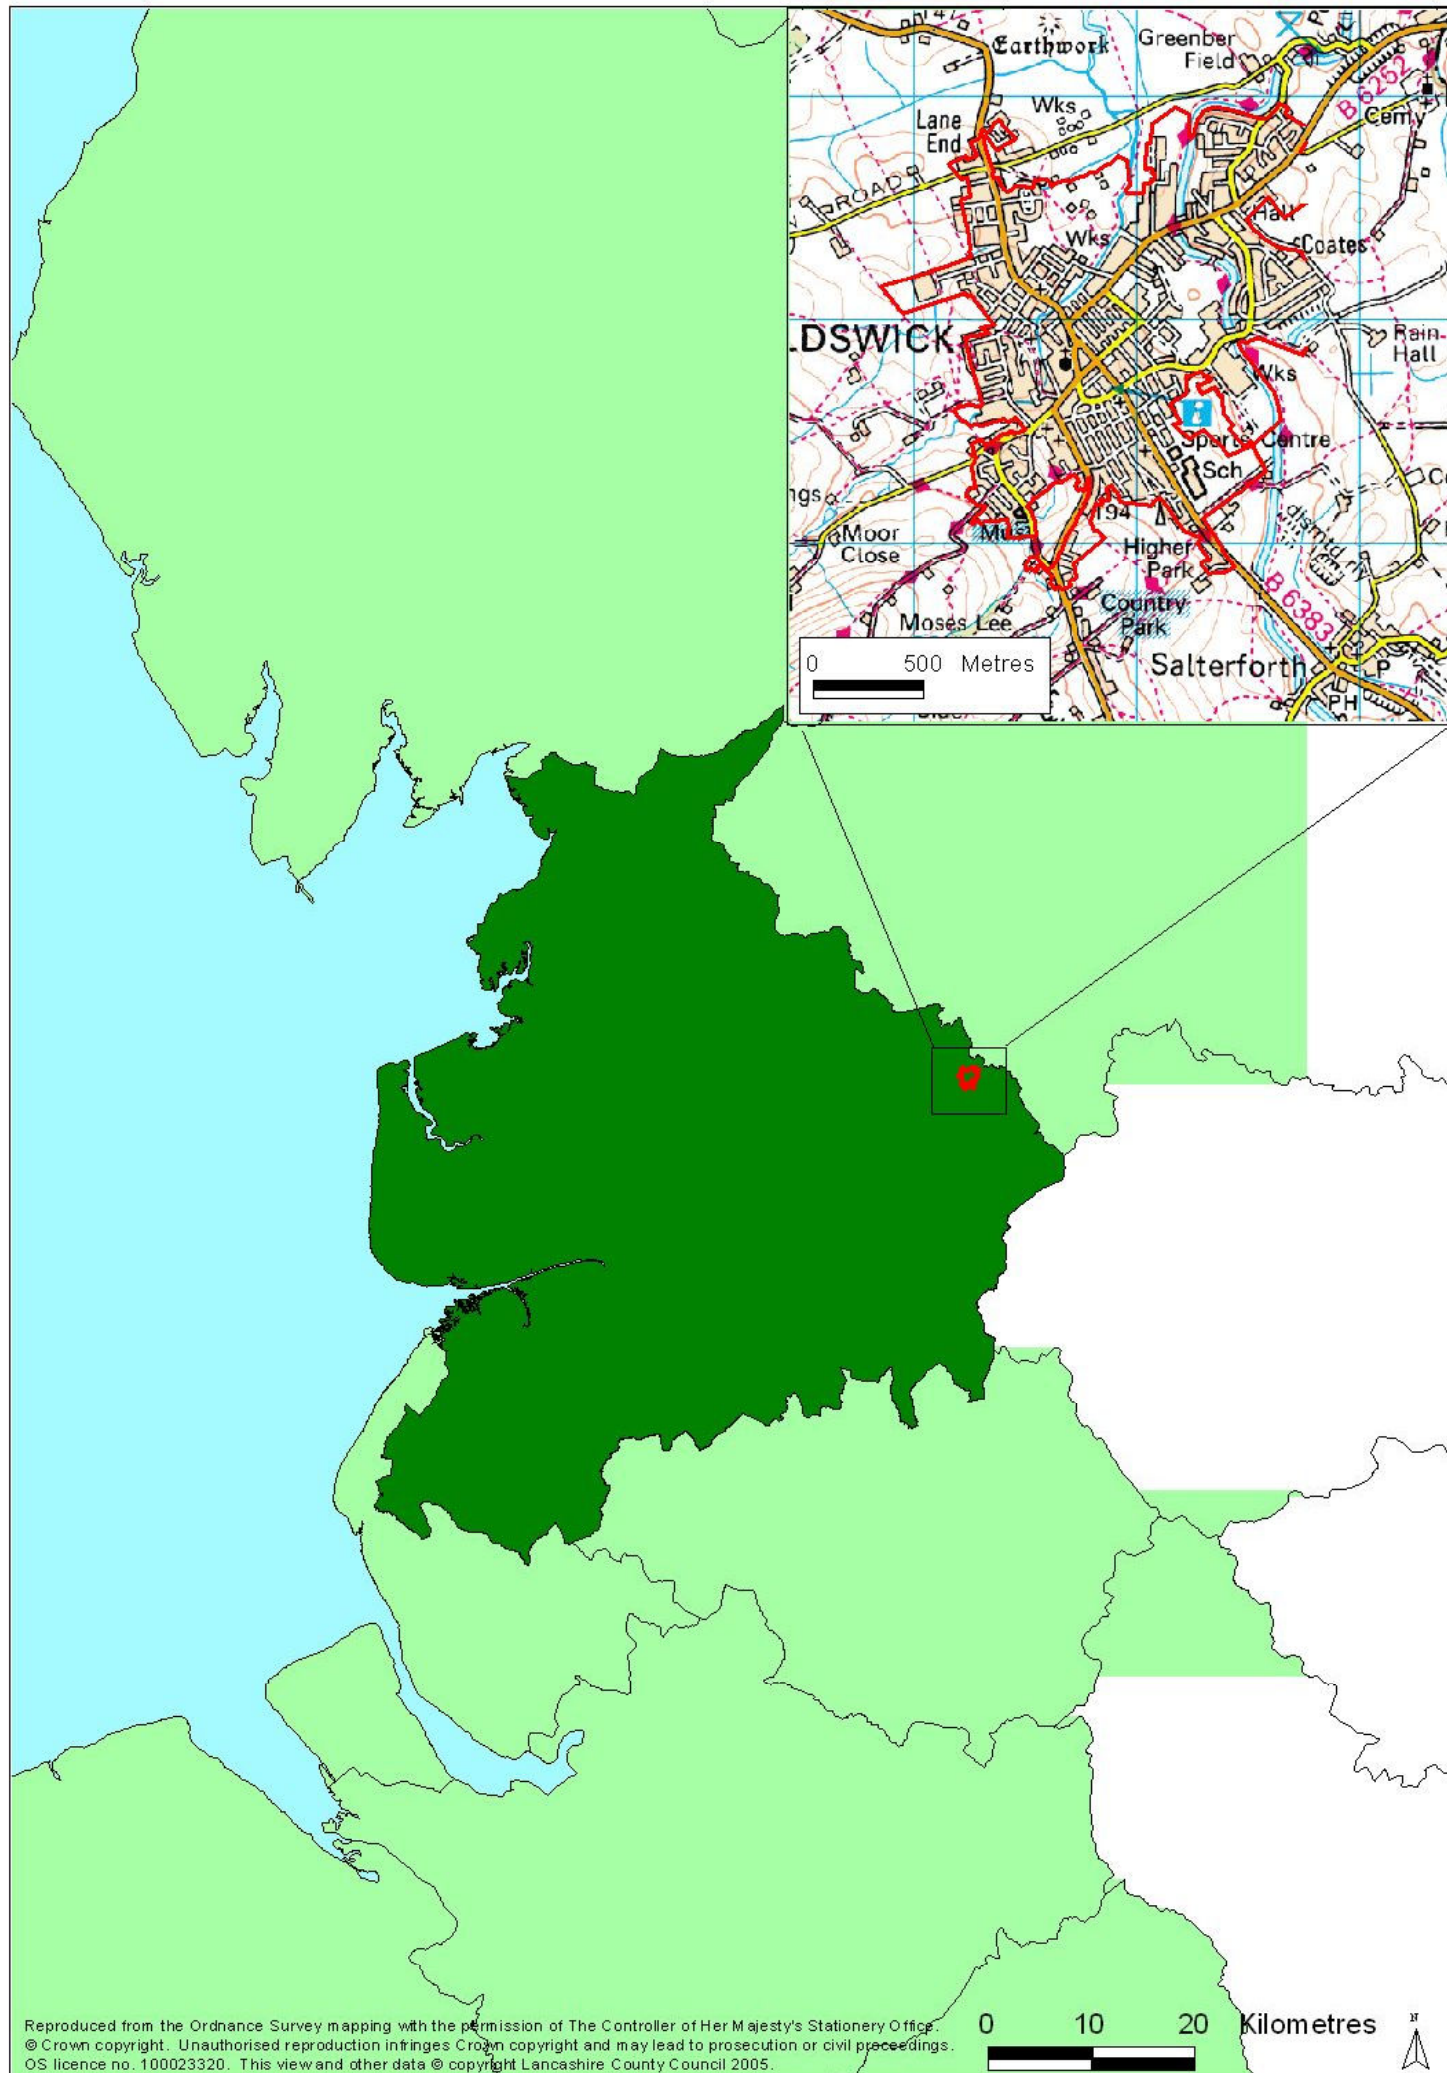 Earthwork
Greenber
Field
B 6252
Wks
Cemy
Lane
End
ROAD
Hall
Coates
Wks
LDSWICK
Rain
Hall
Wks
Sports Centre
Sch
ngs
194
Mus
dismtd rly
Moor
Close
Higher
Park
B 6383
Country
Park
Moses Lee
0 500 Metres
Salterforth
P
PH
0 10 20 Kilometres
N
Reproduced from the Ordnance Survey mapping with the permission of The Controller of Her Majesty's Stationery Office.
© Crown copyright. Unauthorised reproduction infringes Crown copyright and may lead to prosecution or civil proceedings.
OS licence no. 100023320. This view and other data © copyright Lancashire County Council 2005.